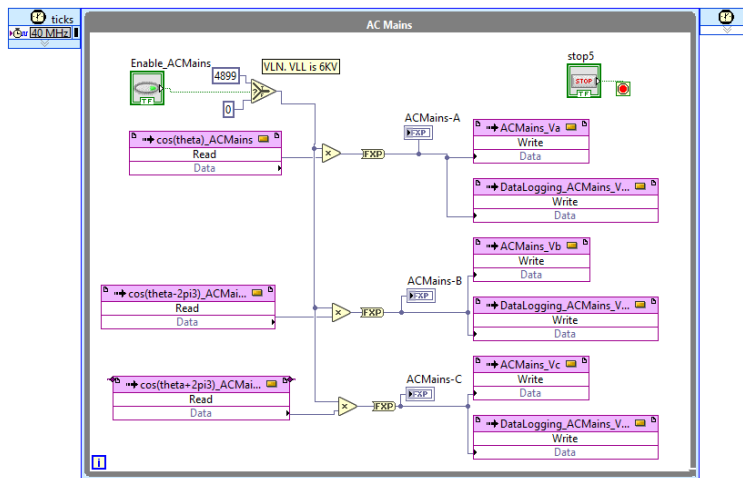 ticks
40 MHz
AC Mains
Enable_ACMains
4899
VLN. VLL is 6KV
TF
0
stop5
STOP
TF
cos(theta)_ACMains
Read
Data
x
FXP
ACMains-A
FXP
ACMains_Va
Write
Data
DataLogging_ACMains_V...
Write
Data
cos(theta-2pi3)_ACMai...
Read
Data
x
FXP
ACMains-B
FXP
ACMains_Vb
Write
Data
DataLogging_ACMains_V...
Write
Data
cos(theta+2pi3)_ACMai...
Read
Data
x
FXP
ACMains-C
FXP
ACMains_Vc
Write
Data
DataLogging_ACMains_V...
Write
Data
i